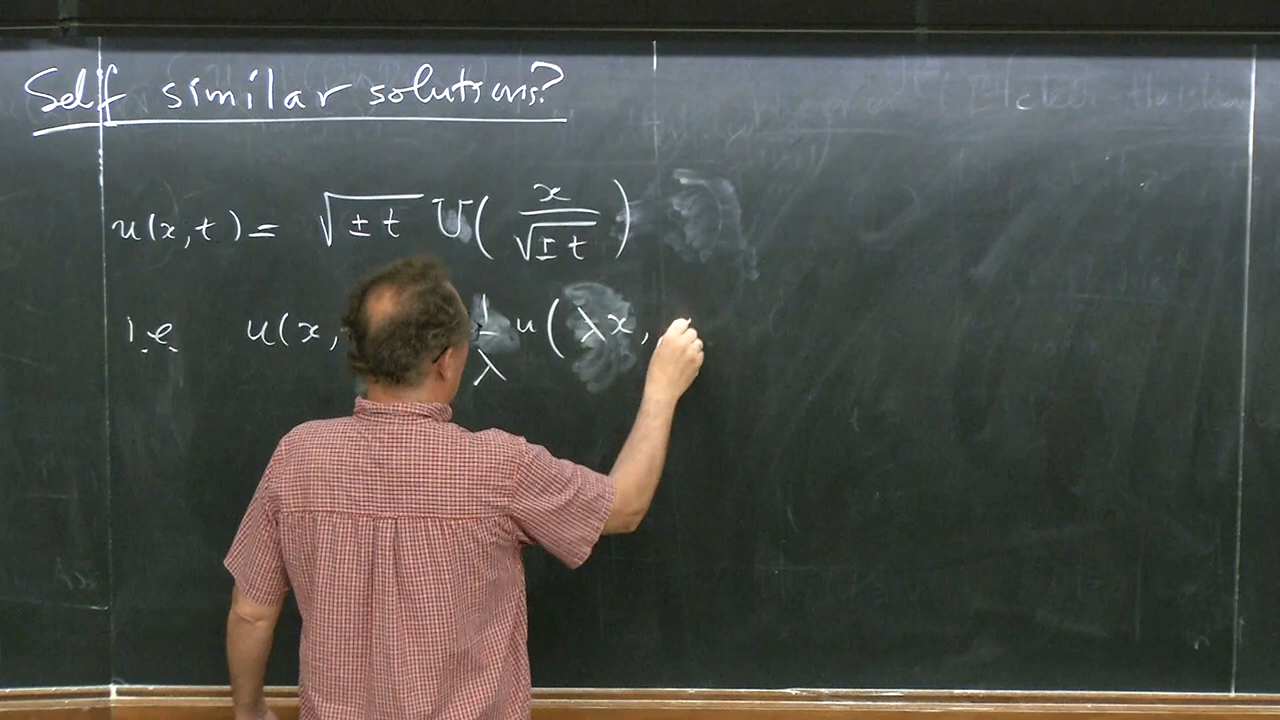 Self similar solutions?
u(x,t) = √±t U( x / √±t )
i.e. u(x, 1/λ u( λx,